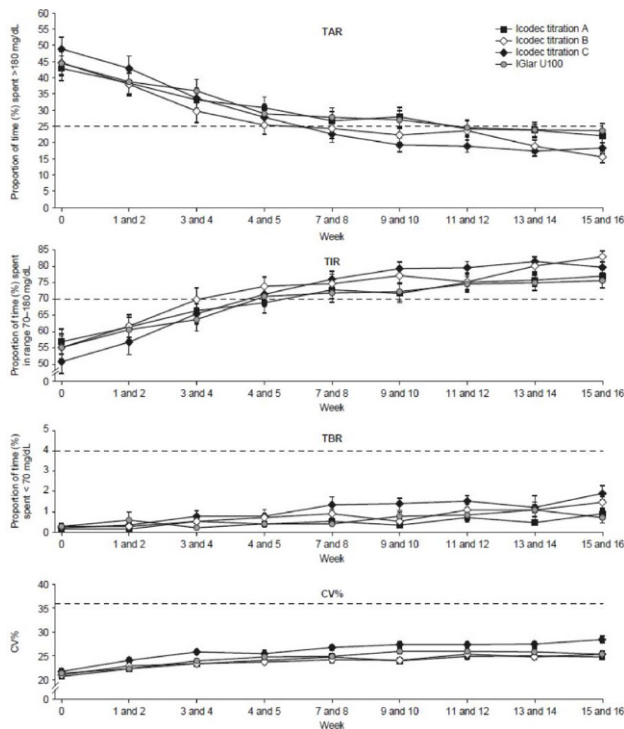 TAR
Icodec titration A
Icodec titration B
Icodec titration C
IGlar U100
Proportion of time (%) spent >180 mg/dL
60
55
50
45
40
35
30
25
20
15
10
5
0
0 1 and 2 3 and 4 4 and 5 7 and 8 9 and 10 11 and 12 13 and 14 15 and 16
Week
TIR
Proportion of time (%) spent
in range 70–180 mg/dL
85
80
75
70
65
60
55
50
0
0 1 and 2 3 and 4 4 and 5 7 and 8 9 and 10 11 and 12 13 and 14 15 and 16
Week
TBR
Proportion of time (%)
spent < 70 mg/dL
5
4
3
2
1
0
0 1 and 2 3 and 4 4 and 5 7 and 8 9 and 10 11 and 12 13 and 14 15 and 16
Week
CV%
CV%
40
35
30
25
20
0
0 1 and 2 3 and 4 4 and 5 7 and 8 9 and 10 11 and 12 13 and 14 15 and 16
Week